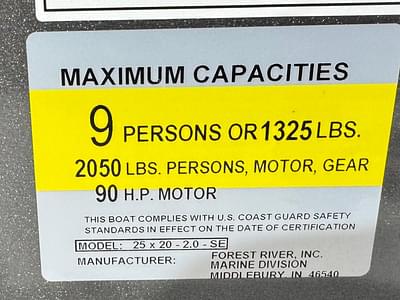 MAXIMUM CAPACITIES
9 PERSONS OR 1325 LBS.
2050 LBS. PERSONS, MOTOR, GEAR
90 H.P. MOTOR
THIS BOAT COMPLIES WITH U.S. COAST GUARD SAFETY
STANDARDS IN EFFECT ON THE DATE OF CERTIFICATION
MODEL: 25 x 20 - 2.0 - SE
MANUFACTURER: FOREST RIVER, INC.
MARINE DIVISION
MIDDLEBURY, IN 46540